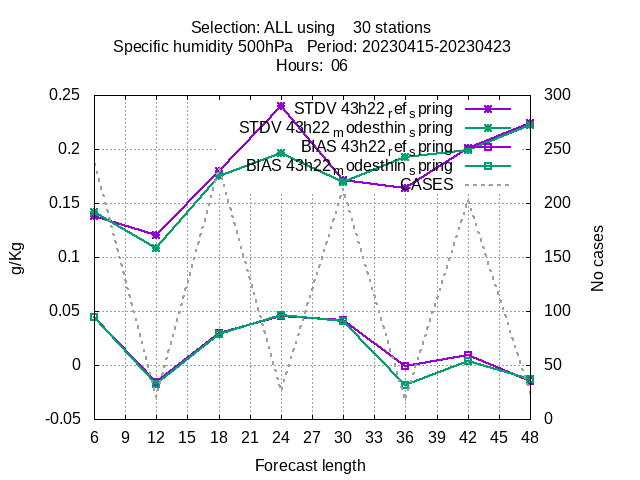 Selection: ALL using 30 stations
Specific humidity 500hPa Period: 20230415-20230423
Hours: 06
0.25
0.2
0.15
0.1
0.05
0
-0.05
g/Kg
300
250
200
150
100
50
0
No cases
STDV 43h22_ref_spring
STDV 43h22_modesthin_spring
BIAS 43h22_ref_spring
BIAS 43h22_modesthin_spring
CASES
6 9 12 15 18 21 24 27 30 33 36 39 42 45 48
Forecast length